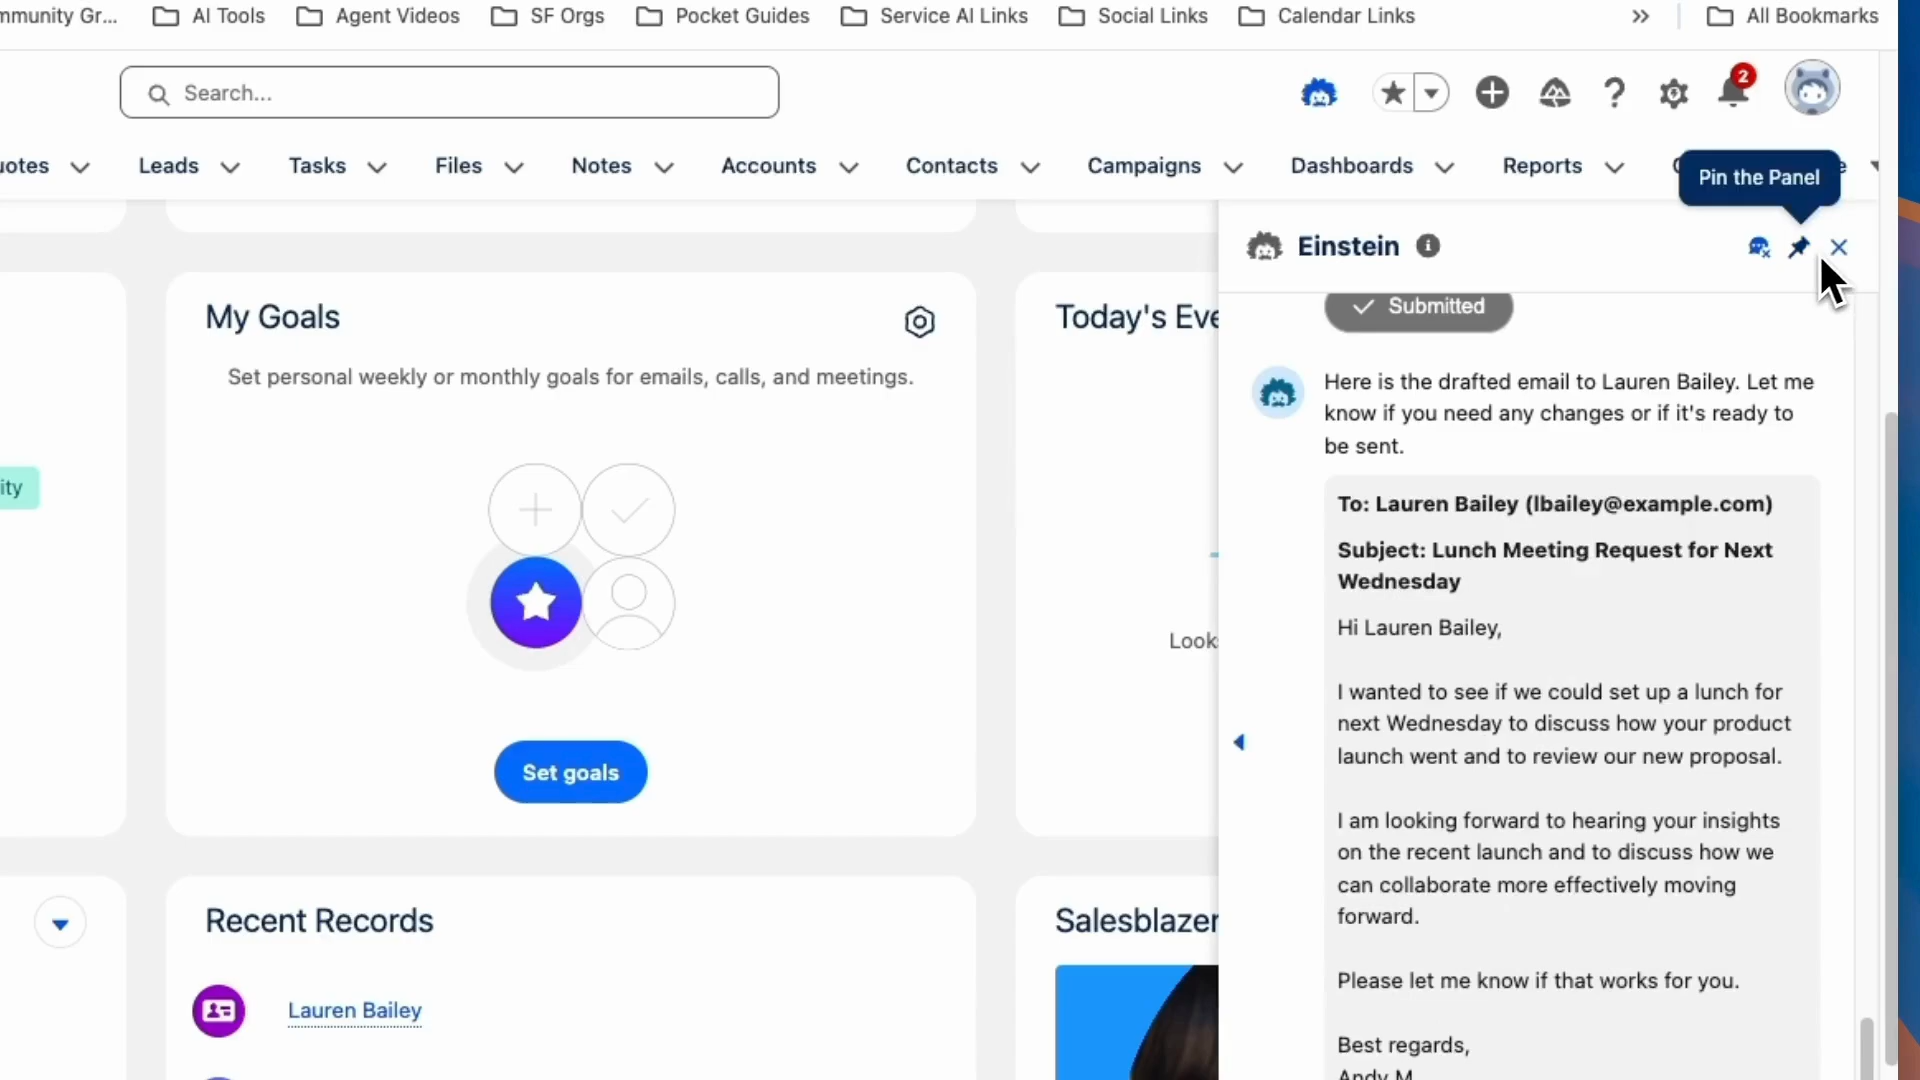 AI Tools Agent Videos SF Orgs Pocket Guides Service AI Links Social Links Calendar Links » All Bookmarks
Search...
2
Leads Tasks Files Notes Accounts Contacts Campaigns Dashboards Reports
Pin the Panel
Einstein
Submitted
My Goals
Set personal weekly or monthly goals for emails, calls, and meetings.
Set goals
Today's Eve
Look
Here is the drafted email to Lauren Bailey. Let me
know if you need any changes or if it's ready to
be sent.
To: Lauren Bailey (lbailey@example.com)
Subject: Lunch Meeting Request for Next
Wednesday
Hi Lauren Bailey,
I wanted to see if we could set up a lunch for
next Wednesday to discuss how your product
launch went and to review our new proposal.
I am looking forward to hearing your insights
on the recent launch and to discuss how we
can collaborate more effectively moving
forward.
Please let me know if that works for you.
Best regards,
Andy M
ity
Recent Records
Lauren Bailey
Salesblazer